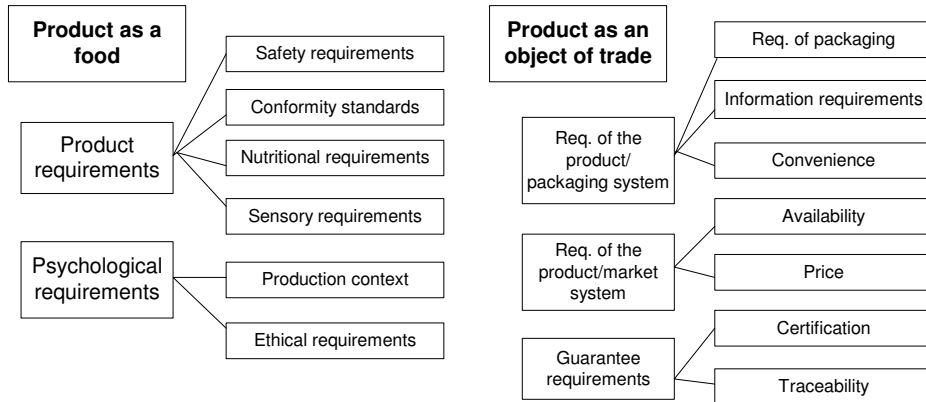 Product as a
food
Safety requirements
Conformity standards
Product
requirements
Nutritional requirements
Sensory requirements
Psychological
requirements
Production context
Ethical requirements
Product as an
object of trade
Req. of packaging
Information requirements
Req. of the
product/
packaging system
Convenience
Availability
Req. of the
product/market
system
Price
Certification
Guarantee
requirements
Traceability